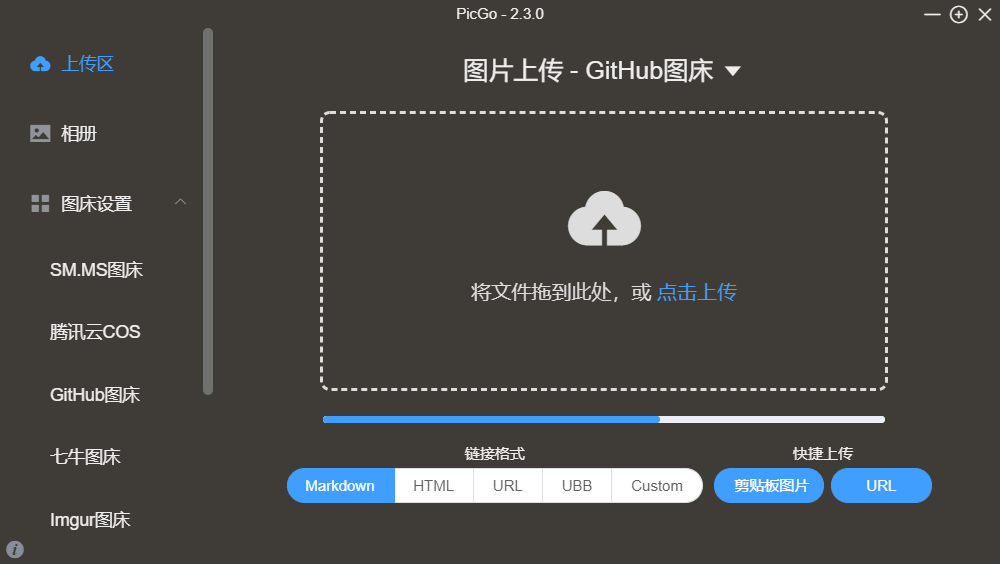 PicGo - 2.3.0
上传区
相册
图床设置
SM.MS图床
腾讯云COS
GitHub图床
七牛图床
Imgur图床
图片上传 - GitHub图床
将文件拖到此处，或 点击上传
链接格式
Markdown HTML URL UBB Custom
快捷上传
剪贴板图片 URL